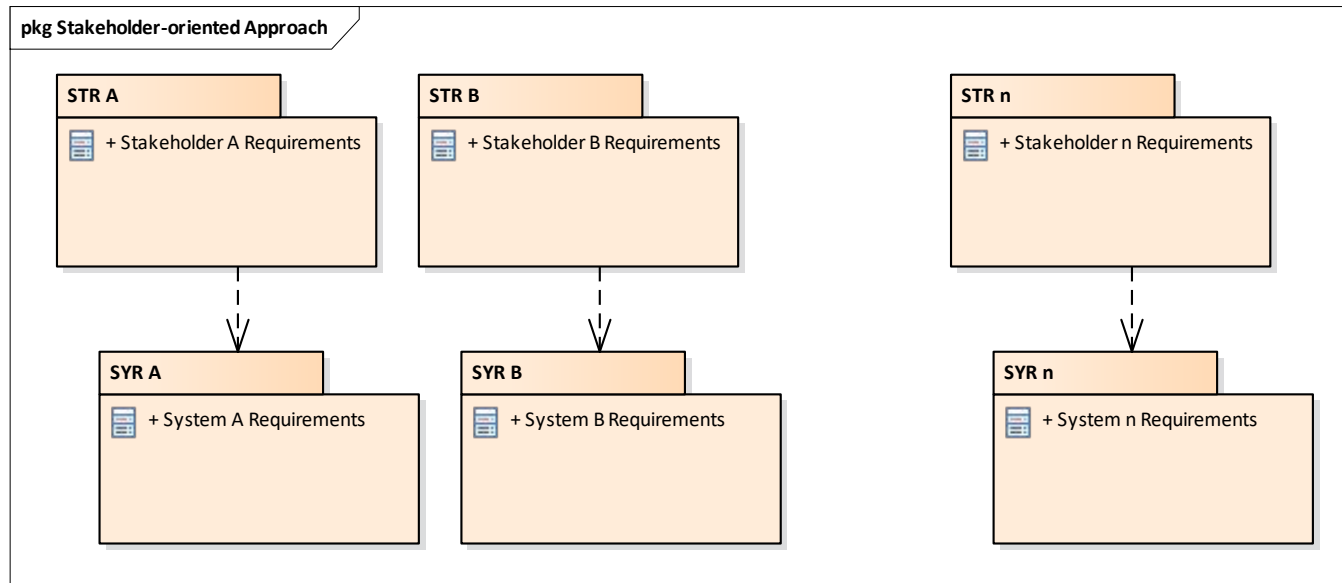 pkg Stakeholder-oriented Approach
STR A
+ Stakeholder A Requirements
STR B
+ Stakeholder B Requirements
STR n
+ Stakeholder n Requirements
SYR A
+ System A Requirements
SYR B
+ System B Requirements
SYR n
+ System n Requirements